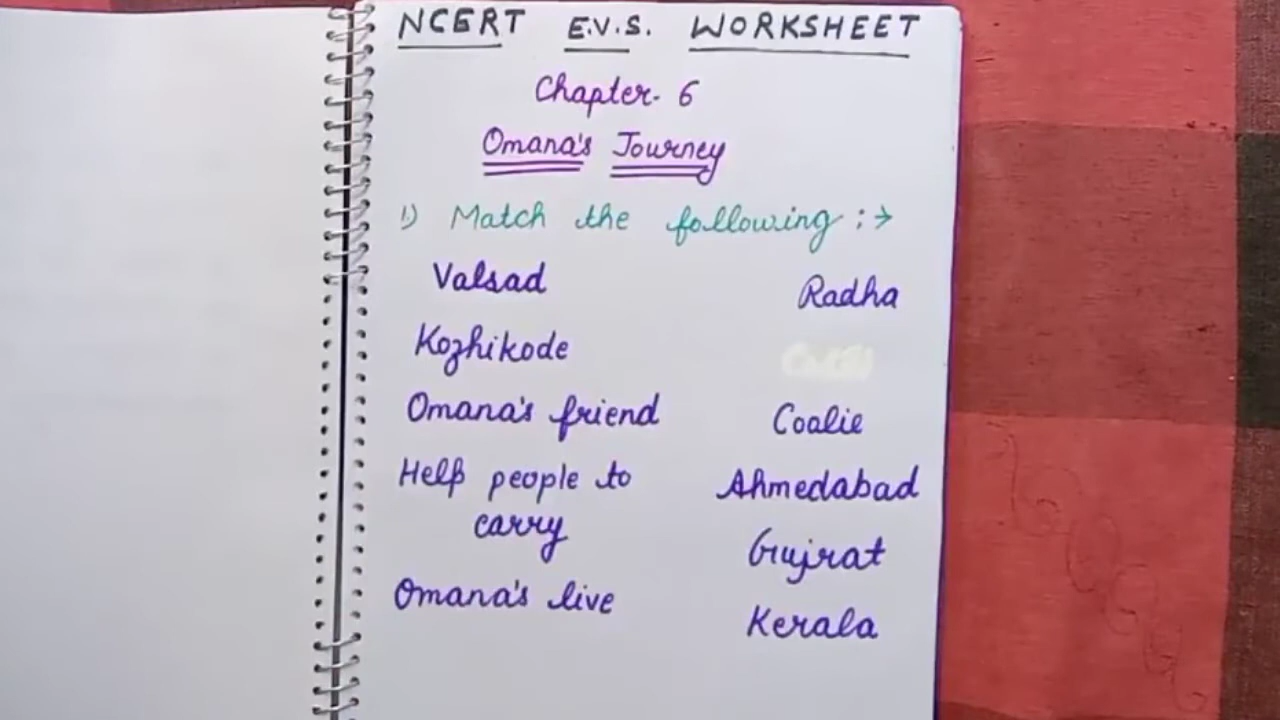 NCERT E.V.S. WORKSHEET
Chapter- 6
Omana's Journey
1) Match the following :→
Valsad Radha
Kozhikode
Omana's friend Coalie
Help people to Ahmedabad
carry
Gujrat
Omana's live
Kerala